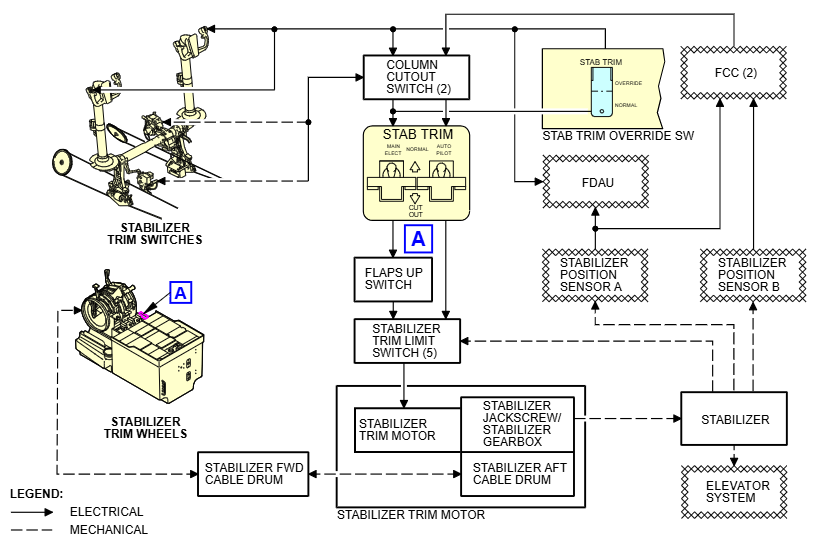 COLUMN
CUTOUT
SWITCH (2)
STAB TRIM
OVERRIDE
NORMAL
STAB TRIM OVERRIDE SW
FCC (2)
STAB TRIM
MAIN
ELECT
NORMAL
AUTO
PILOT
CUT
OUT
FDAU
STABILIZER
TRIM SWITCHES
A
A
FLAPS UP
SWITCH
STABILIZER
POSITION
SENSOR A
STABILIZER
POSITION
SENSOR B
STABILIZER
TRIM LIMIT
SWITCH (5)
STABILIZER
TRIM WHEELS
STABILIZER
TRIM MOTOR
STABILIZER
JACKSCREW/
STABILIZER
GEARBOX
STABILIZER
STABILIZER FWD
CABLE DRUM
STABILIZER AFT
CABLE DRUM
ELEVATOR
SYSTEM
STABILIZER TRIM MOTOR
LEGEND:
ELECTRICAL
MECHANICAL